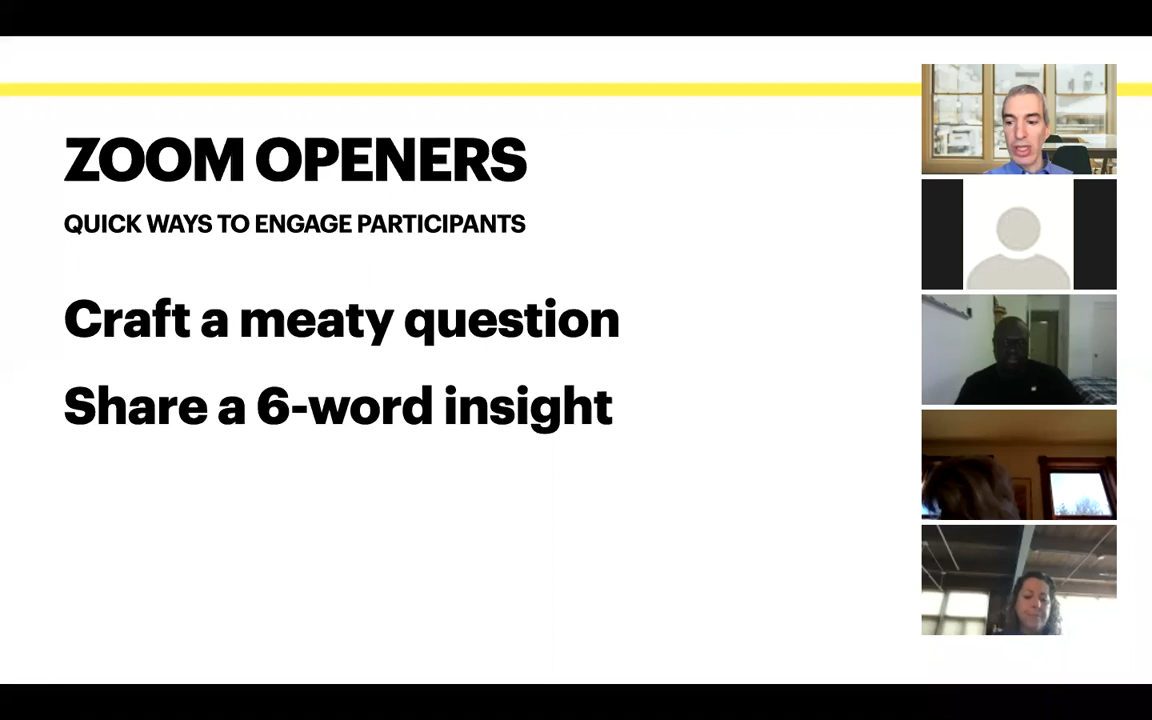 ZOOM OPENERS
QUICK WAYS TO ENGAGE PARTICIPANTS
Craft a meaty question
Share a 6-word insight